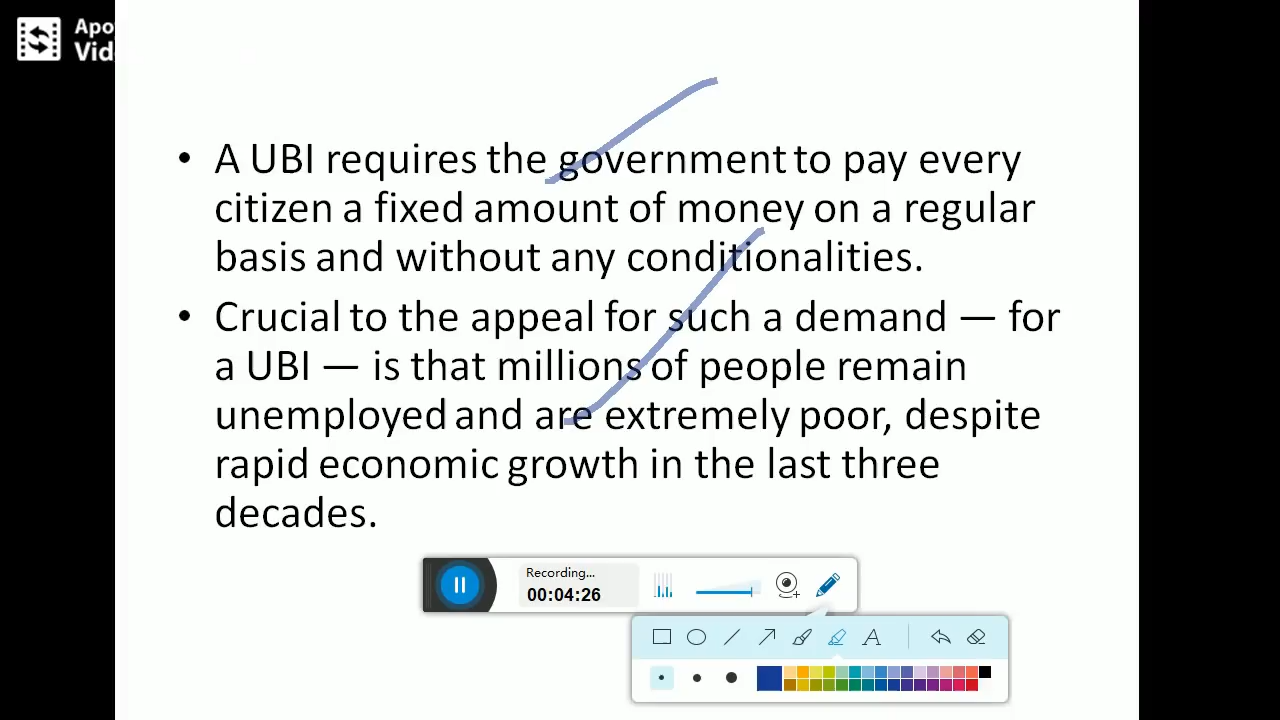 Apo
Vid
• A UBI requires the government to pay every
citizen a fixed amount of money on a regular
basis and without any conditionalities.
• Crucial to the appeal for such a demand — for
a UBI — is that millions of people remain
unemployed and are extremely poor, despite
rapid economic growth in the last three
decades.
Recording...
00:04:26
A